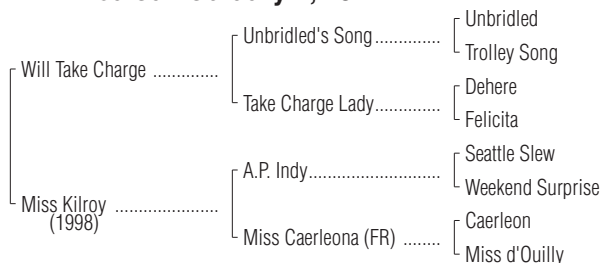 Unbridled
Unbridled's Song...............
Trolley Song
Will Take Charge ..............
Dehere
Take Charge Lady..............
Felicita
Seattle Slew
A.P. Indy............................
Weekend Surprise
Miss Kilroy ......................
(1998)
Caerleon
Miss Caerleona (FR) ........
Miss d'Ouilly